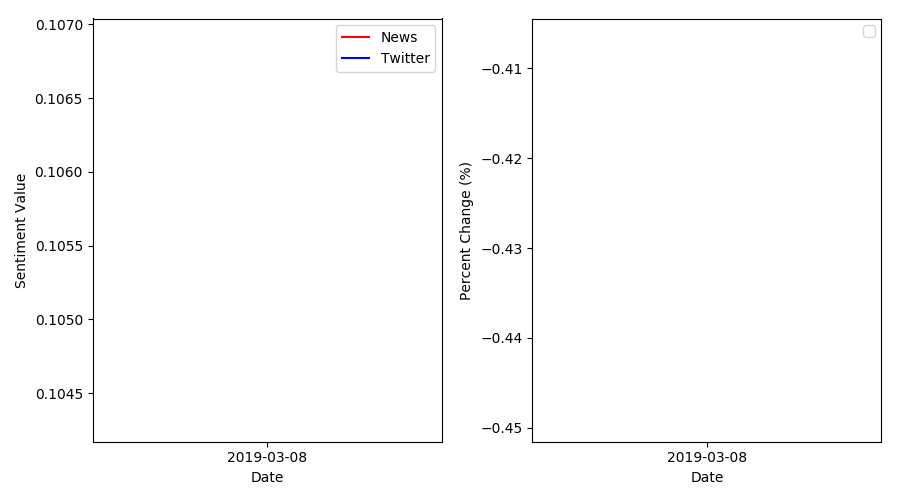 0.1070
0.1065
0.1060
0.1055
0.1050
0.1045
Sentiment Value
News
Twitter
2019-03-08
Date
−0.41
−0.42
−0.43
−0.44
−0.45
Percent Change (%)
2019-03-08
Date